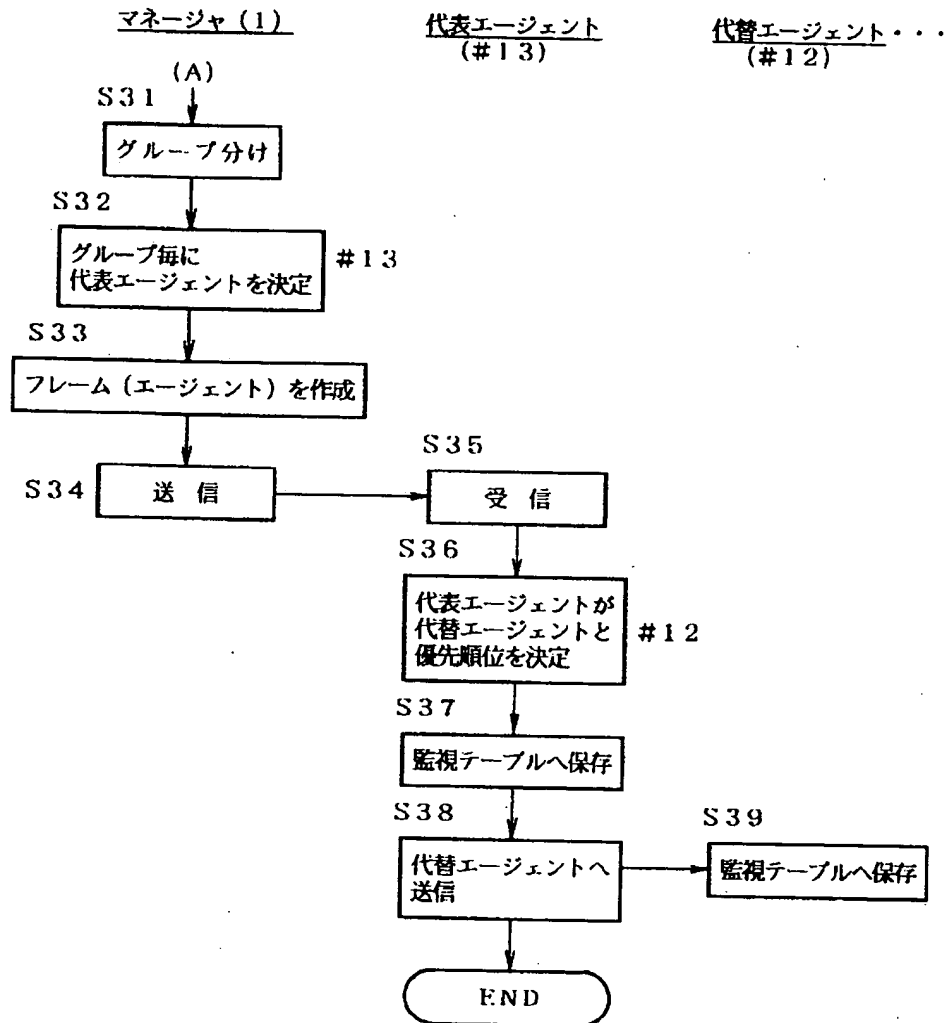 マネージャ (1)
代表エージェント
(#13)
代替エージェント・・・
(#12)
(A)
S31
グループ分け
S32
グループ毎に
代表エージェントを決定
#13
S33
フレーム (エージェント) を作成
S34
送 信
S35
受 信
S36
代表エージェントが
代替エージェントと
優先順位を決定
#12
S37
監視テーブルへ保存
S38
代替エージェントへ
送信
S39
監視テーブルへ保存
END